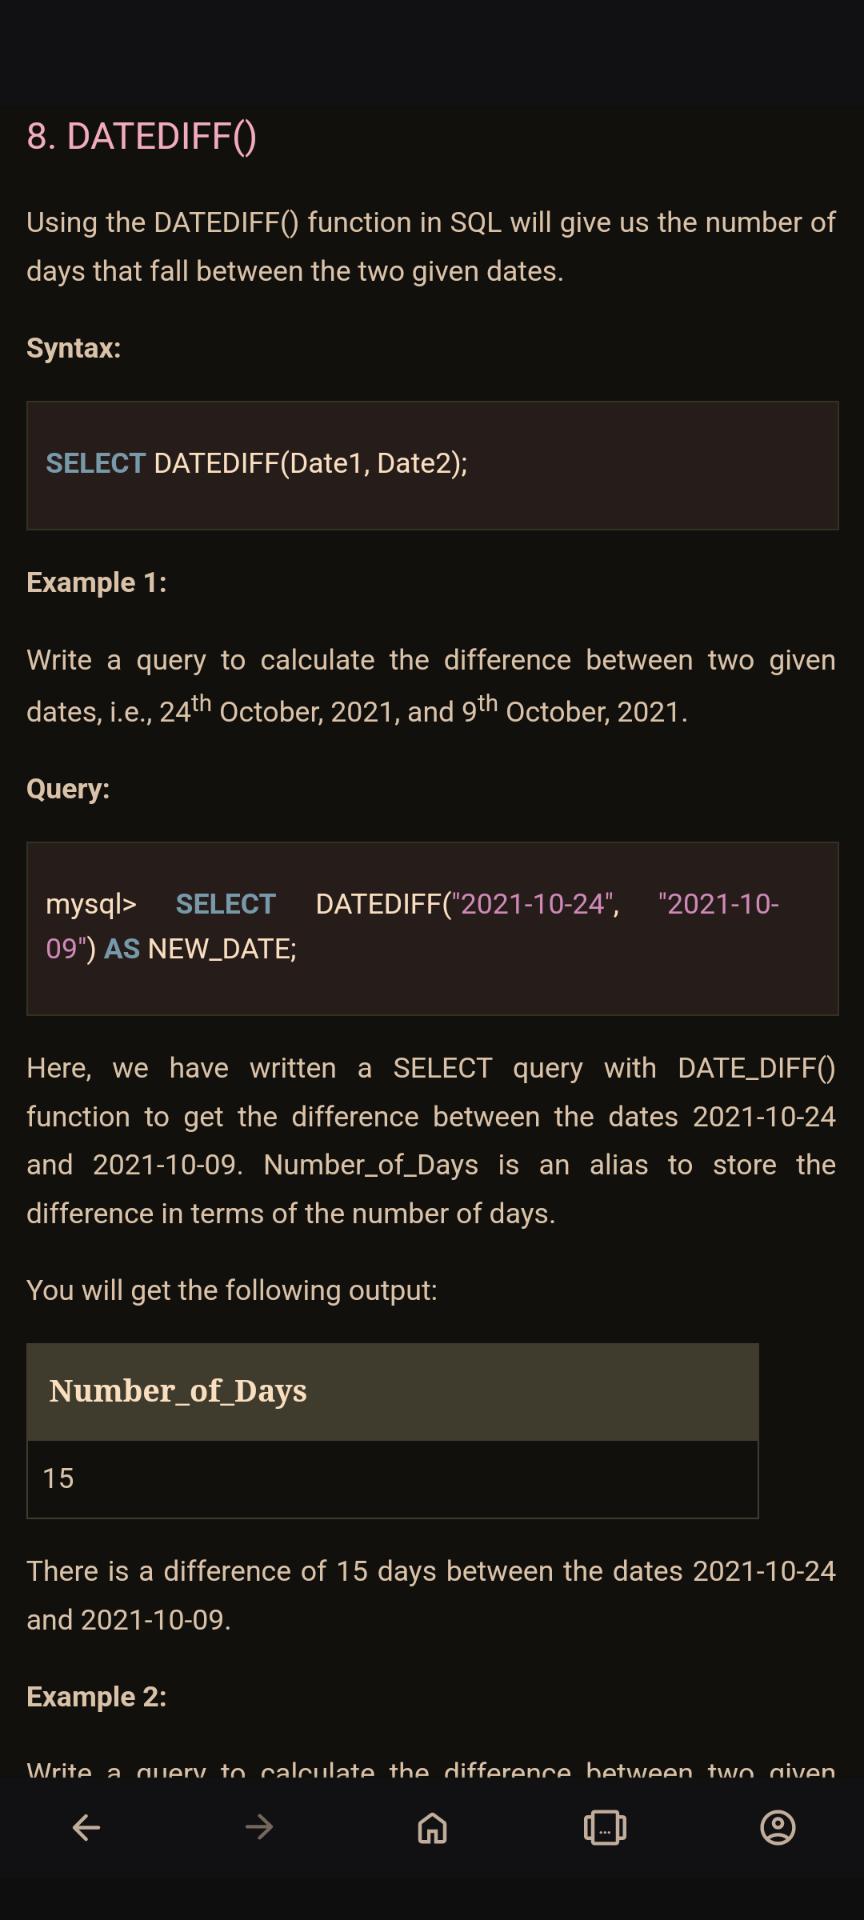 8. DATEDIFF()
Using the DATEDIFF() function in SQL will give us the number of
days that fall between the two given dates.
Syntax:
SELECT DATEDIFF(Date1, Date2);
Example 1:
Write a query to calculate the difference between two given
dates, i.e., 24th October, 2021, and 9th October, 2021.
Query:
mysql> SELECT DATEDIFF("2021-10-24", "2021-10-
09") AS NEW_DATE;
Here, we have written a SELECT query with DATE_DIFF()
function to get the difference between the dates 2021-10-24
and 2021-10-09. Number_of_Days is an alias to store the
difference in terms of the number of days.
You will get the following output:
Number_of_Days
15
There is a difference of 15 days between the dates 2021-10-24
and 2021-10-09.
Example 2:
Write a query to calculate the difference between two given